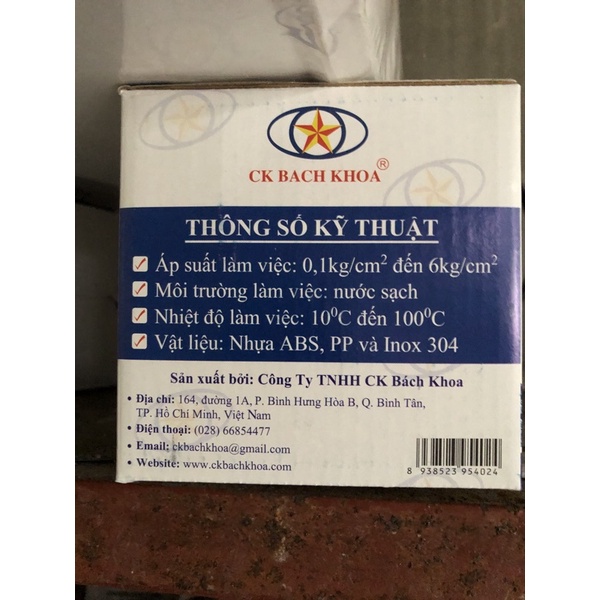 CK BACH KHOA®
THÔNG SỐ KỸ THUẬT
Áp suất làm việc: 0,1kg/cm² đến 6kg/cm²
Môi trường làm việc: nước sạch
Nhiệt độ làm việc: 10⁰C đến 100⁰C
Vật liệu: Nhựa ABS, PP và Inox 304
Sản xuất bởi: Công Ty TNHH CK Bách Khoa
• Địa chỉ: 164, đường 1A, P. Bình Hưng Hòa B, Q. Bình Tân,
TP. Hồ Chí Minh, Việt Nam
• Điện thoại: (028) 66854477
• Email: ckbachkhoa@gmail.com
• Website: www.ckbachkhoa.com
8 938523 954024